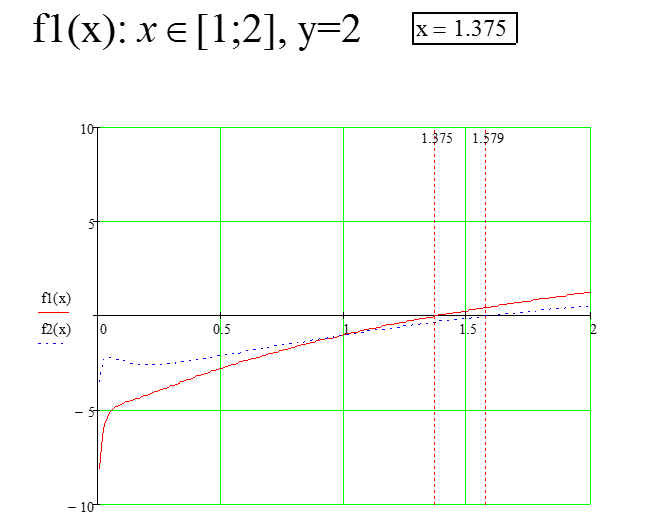 f1(x): x ∈ [1;2], y=2
x = 1.375
10
1.375
1.579
5
f1(x)
f2(x)
0
0.5
1
1.5
2
− 5
− 10